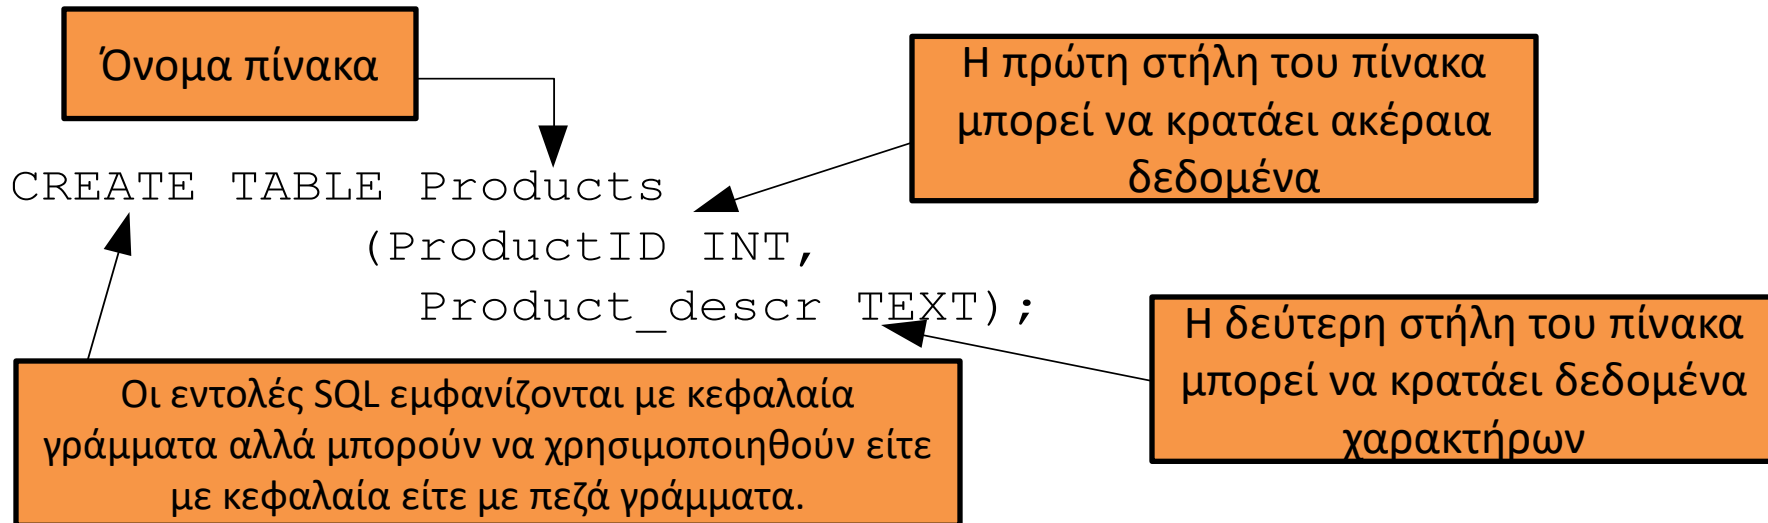 Όνομα πίνακα
Η πρώτη στήλη του πίνακα
μπορεί να κρατάει ακέραια
δεδομένα
CREATE TABLE Products
(ProductID INT,
Product_descr TEXT);
Η δεύτερη στήλη του πίνακα
μπορεί να κρατάει δεδομένα
χαρακτήρων
Οι εντολές SQL εμφανίζονται με κεφαλαία
γράμματα αλλά μπορούν να χρησιμοποιηθούν είτε
με κεφαλαία είτε με πεζά γράμματα.